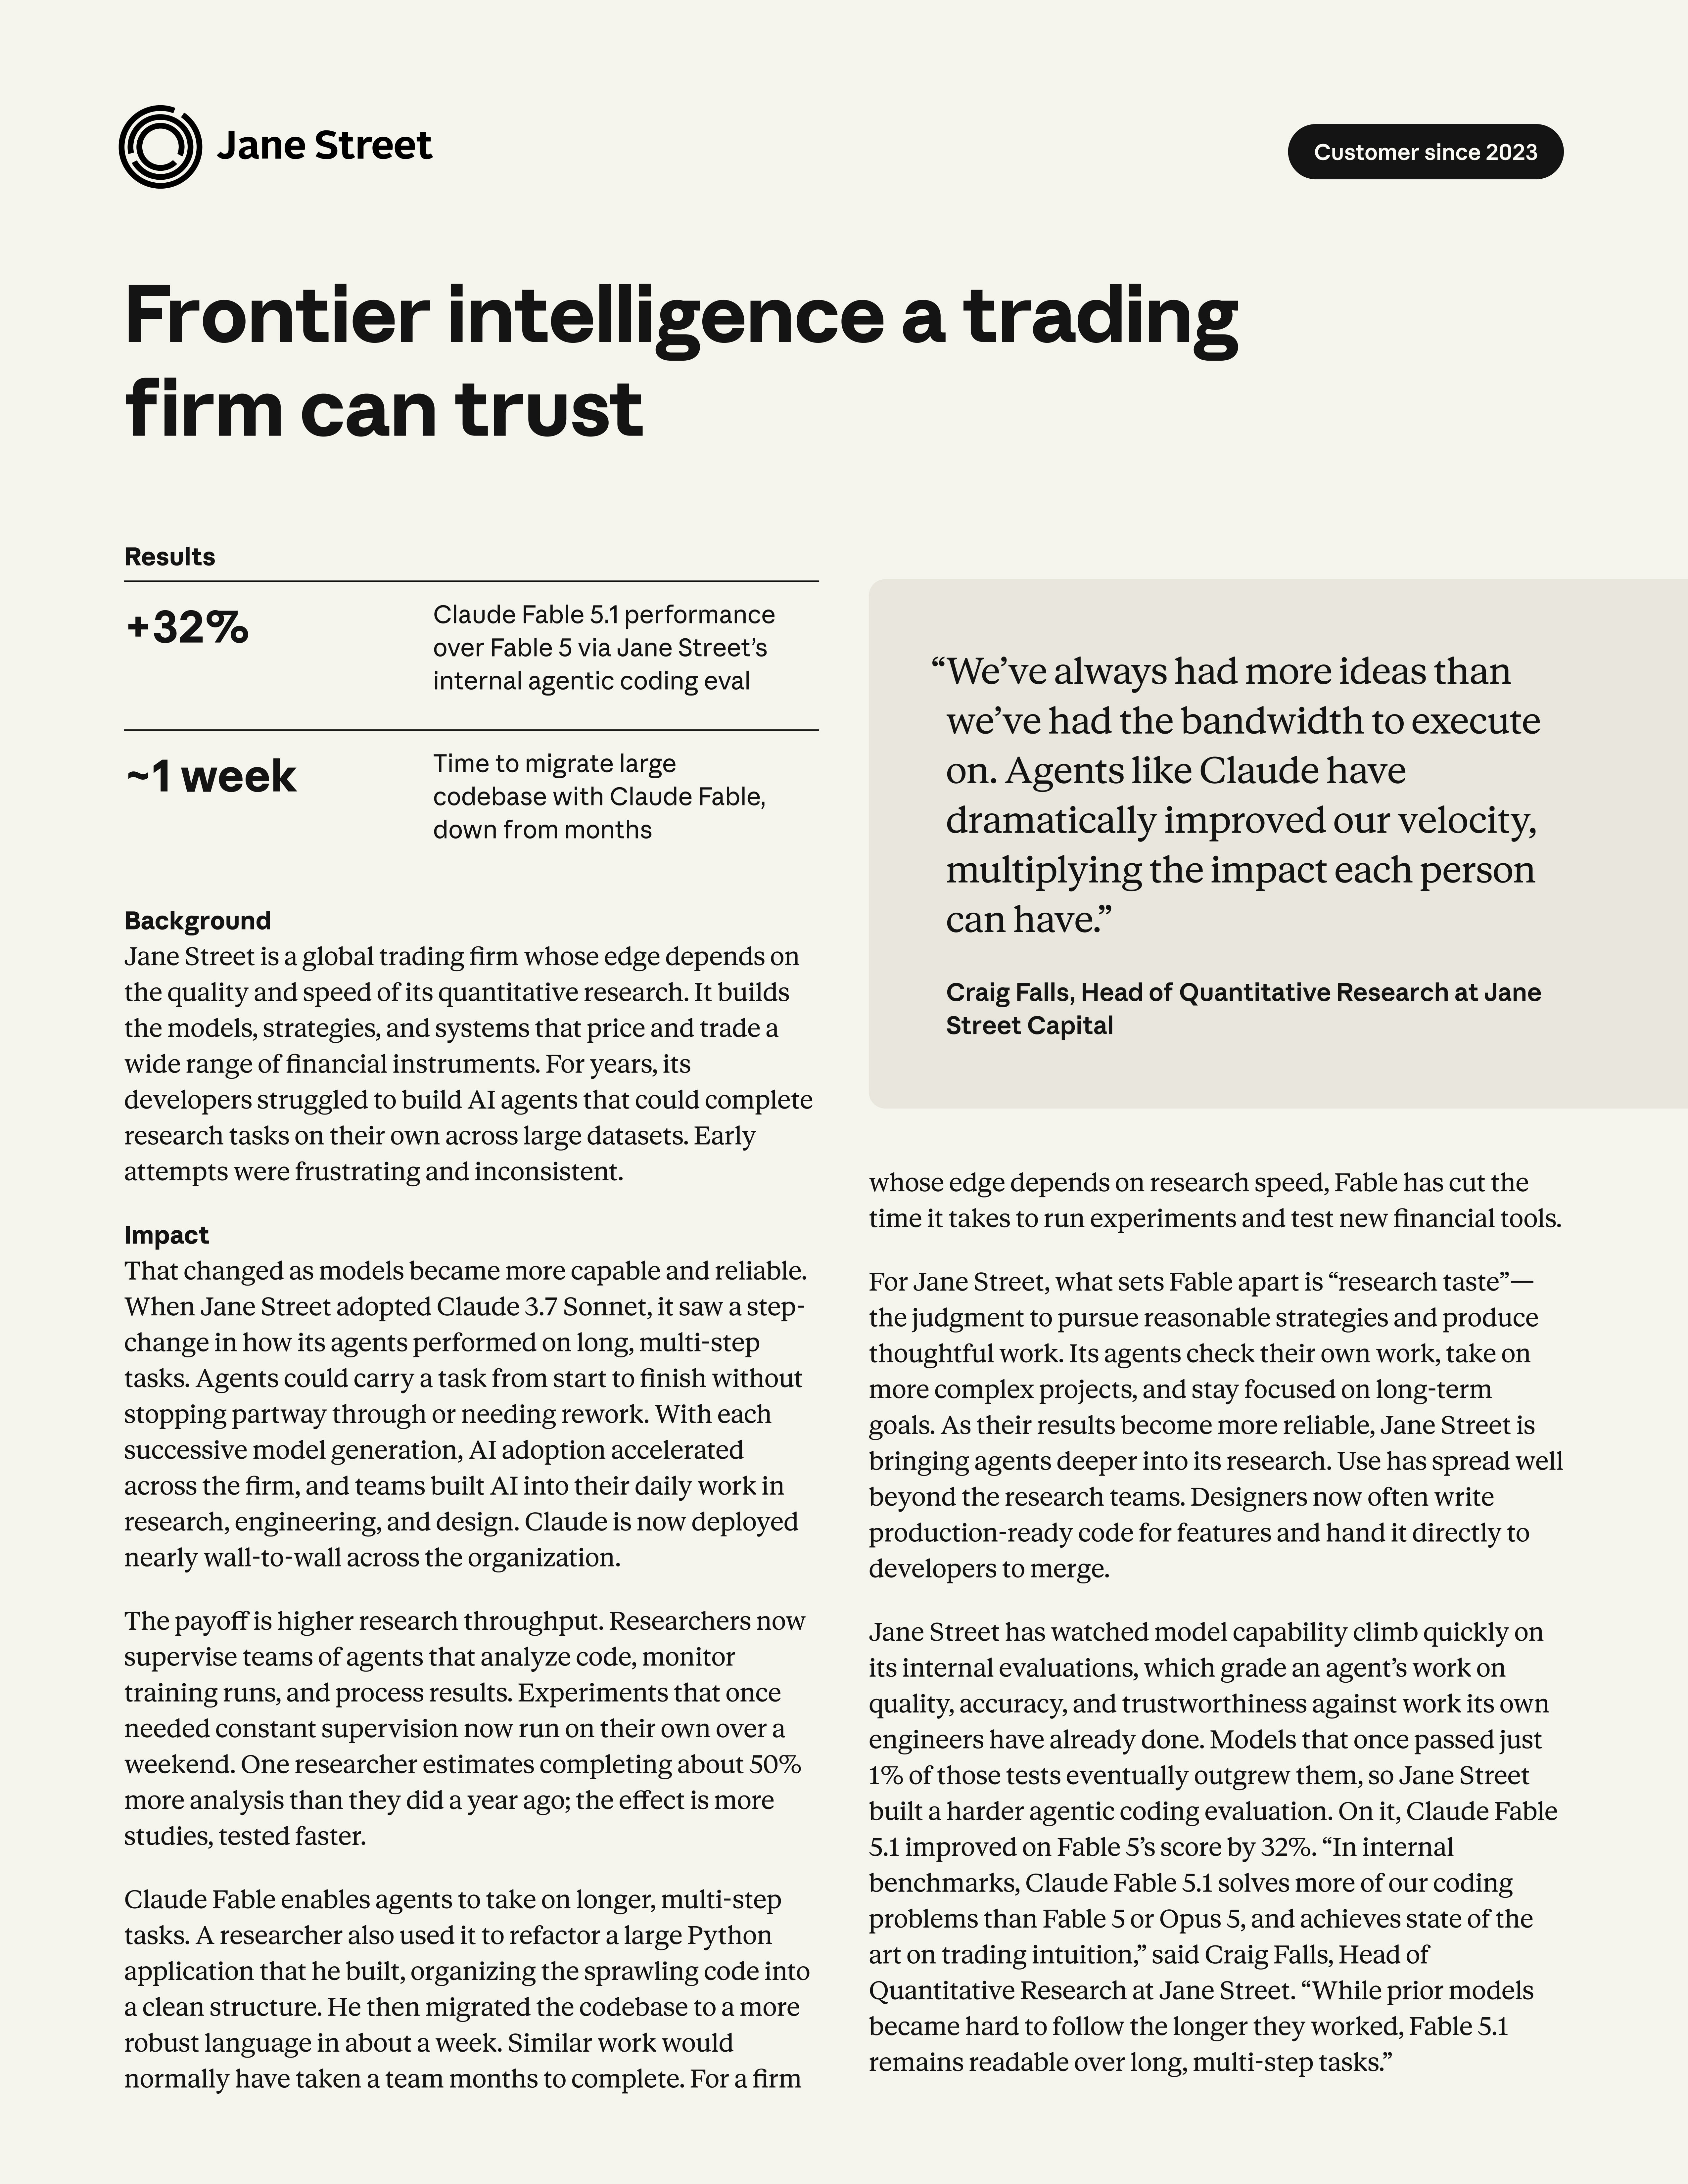 Jane Street
Customer since 2023
Frontier intelligence a trading
firm can trust
Results
+32%
Claude Fable 5.1 performance
over Fable 5 via Jane Street’s
internal agentic coding eval
~1 week
Time to migrate large
codebase with Claude Fable,
down from months
Background
Jane Street is a global trading firm whose edge depends on
the quality and speed of its quantitative research. It builds
the models, strategies, and systems that price and trade a
wide range of financial instruments. For years, its
developers struggled to build AI agents that could complete
research tasks on their own across large datasets. Early
attempts were frustrating and inconsistent.
Impact
That changed as models became more capable and reliable.
When Jane Street adopted Claude 3.7 Sonnet, it saw a step-
change in how its agents performed on long, multi-step
tasks. Agents could carry a task from start to finish without
stopping partway through or needing rework. With each
successive model generation, AI adoption accelerated
across the firm, and teams built AI into their daily work in
research, engineering, and design. Claude is now deployed
nearly wall-to-wall across the organization.
The payoff is higher research throughput. Researchers now
supervise teams of agents that analyze code, monitor
training runs, and process results. Experiments that once
needed constant supervision now run on their own over a
weekend. One researcher estimates completing about 50%
more analysis than they did a year ago; the effect is more
studies, tested faster.
Claude Fable enables agents to take on longer, multi-step
tasks. A researcher also used it to refactor a large Python
application that he built, organizing the sprawling code into
a clean structure. He then migrated the codebase to a more
robust language in about a week. Similar work would
normally have taken a team months to complete. For a firm
“We’ve always had more ideas than
we’ve had the bandwidth to execute
on. Agents like Claude have
dramatically improved our velocity,
multiplying the impact each person
can have.”
Craig Falls, Head of Quantitative Research at Jane
Street Capital
whose edge depends on research speed, Fable has cut the
time it takes to run experiments and test new financial tools.
For Jane Street, what sets Fable apart is “research taste”—
the judgment to pursue reasonable strategies and produce
thoughtful work. Its agents check their own work, take on
more complex projects, and stay focused on long-term
goals. As their results become more reliable, Jane Street is
bringing agents deeper into its research. Use has spread well
beyond the research teams. Designers now often write
production-ready code for features and hand it directly to
developers to merge.
Jane Street has watched model capability climb quickly on
its internal evaluations, which grade an agent’s work on
quality, accuracy, and trustworthiness against work its own
engineers have already done. Models that once passed just
1% of those tests eventually outgrew them, so Jane Street
built a harder agentic coding evaluation. On it, Claude Fable
5.1 improved on Fable 5’s score by 32%. “In internal
benchmarks, Claude Fable 5.1 solves more of our coding
problems than Fable 5 or Opus 5, and achieves state of the
art on trading intuition,” said Craig Falls, Head of
Quantitative Research at Jane Street. “While prior models
became hard to follow the longer they worked, Fable 5.1
remains readable over long, multi-step tasks.”